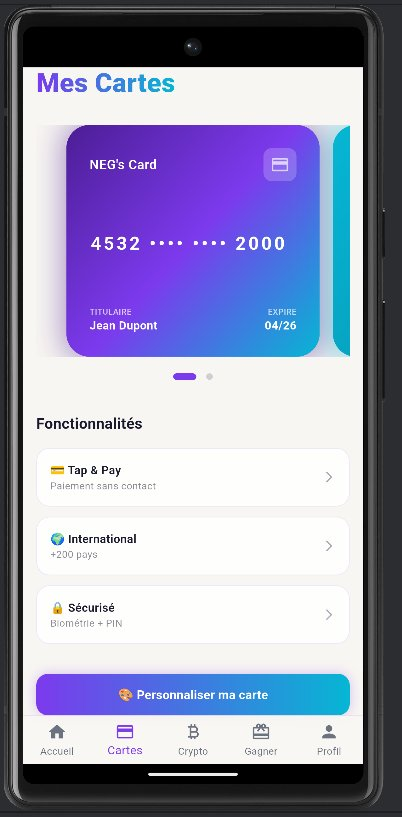 Mes Cartes
NEG's Card
4532 •••• •••• 2000
TITULAIRE
EXPIRE
Jean Dupont
04/26
Fonctionnalités
💳 Tap & Pay
Paiement sans contact
🌍 International
+200 pays
🔒 Sécurisé
Biométrie + PIN
🎨 Personnaliser ma carte
Accueil
Cartes
Crypto
Gagner
Profil